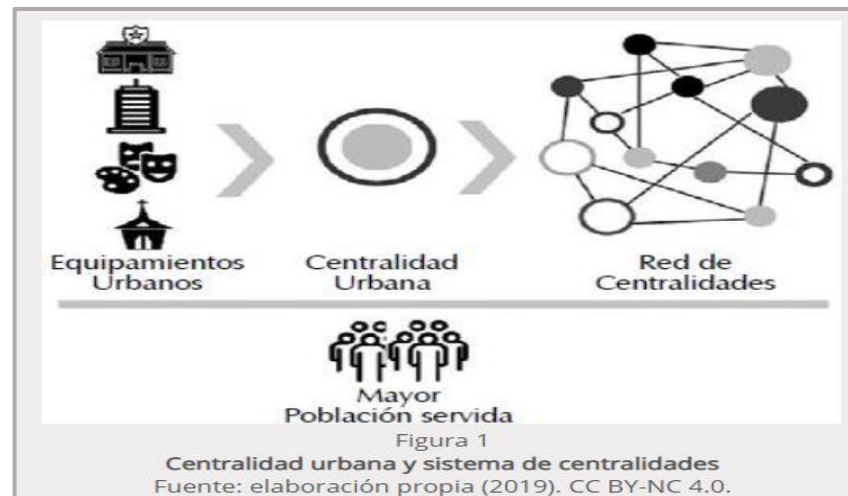 Equipamientos
Urbanos
Centralidad
Urbana
Red de
Centralidades
Mayor
Población servida
Figura 1
Centralidad urbana y sistema de centralidades
Fuente: elaboración propia (2019). CC BY-NC 4.0.